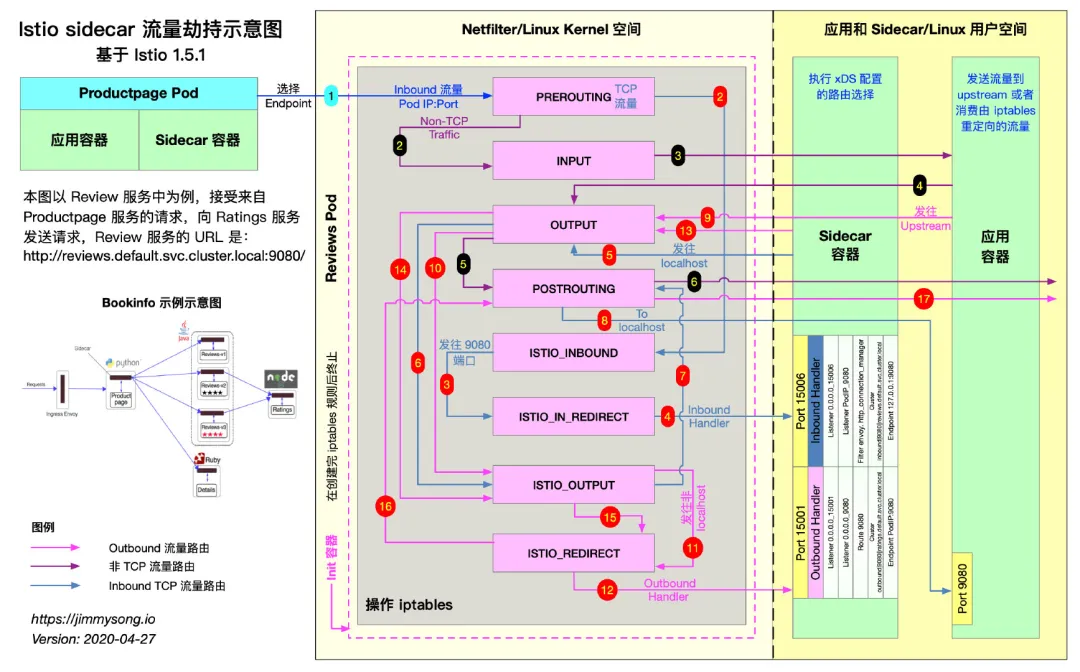 Istio sidecar 流量劫持示意图
基于 Istio 1.5.1
Productpage Pod
应用容器
Sidecar 容器
选择
Endpoint
1
本图以 Review 服务中为例，接受来自
Productpage 服务的请求，向 Ratings 服务
发送请求，Review 服务的 URL 是：
http://reviews.default.svc.cluster.local:9080/
Bookinfo 示例示意图
Requests
Ingress Envoy
Sidecar
python
Product
page
Java
Reviews-v1
Reviews-v2
★★★★
Reviews-v3
★★★★
node
Ratings
Ruby
Details
图例
Outbound 流量路由
非 TCP 流量路由
Inbound TCP 流量路由
https://jimmysong.io
Version: 2020-04-27
Netfilter/Linux Kernel 空间
Reviews Pod
在创建完 iptables 规则后终止
Init 容器
Inbound 流量
Pod IP:Port
PREROUTING
TCP
流量
2
Non-TCP
Traffic
2
INPUT
3
4
OUTPUT
9
13
发往
Upstream
5
发往
localhost
14
10
5
POSTROUTING
6
17
8
To
localhost
发往 9080
端口
ISTIO_INBOUND
6
7
3
ISTIO_IN_REDIRECT
4
Inbound
Handler
ISTIO_OUTPUT
发往非
localhost
16
15
ISTIO_REDIRECT
11
12
Outbound
Handler
操作 iptables
应用和 Sidecar/Linux 用户空间
执行 xDS 配置
的路由选择
发送流量到
upstream 或者
消费由 iptables
重定向的流量
Sidecar
容器
应用
容器
Port 15006
Inbound Handler
Listener 0.0.0.0_15006
Listener PodIP_9080
Filter envoy. http_connection_manager
Cluster
inbound|9080||reviews.default.svc.cluster.local
Endpoint 127.0.0.1:9080
Port 15001
Outbound Handler
Listener 0.0.0.0_15001
Listener 0.0.0.0_9080
Route 9080
Cluster
outbound|9080||ratings.default.svc.cluster.local
Endpoint PodIP:9080
Port 9080